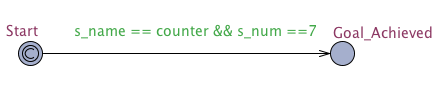 Start
s_name == counter && s_num ==7
Goal_Achieved